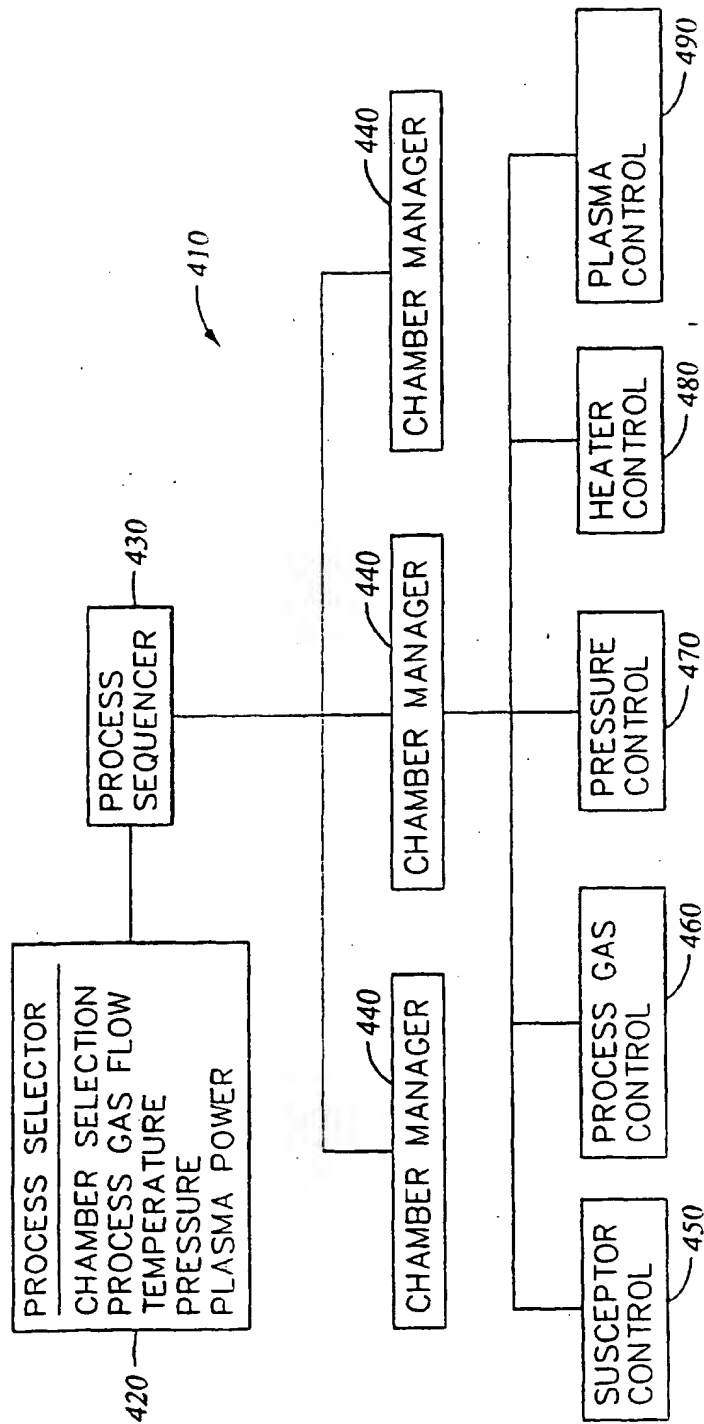 PROCESS SELECTOR
CHAMBER SELECTION
PROCESS GAS FLOW
TEMPERATURE
PRESSURE
PLASMA POWER
420
PROCESS
SEQUENCER
430
410
CHAMBER MANAGER
440
CHAMBER MANAGER
440
CHAMBER MANAGER
440
SUSCEPTOR
CONTROL
450
PROCESS GAS
CONTROL
460
PRESSURE
CONTROL
470
HEATER
CONTROL
480
PLASMA
CONTROL
490